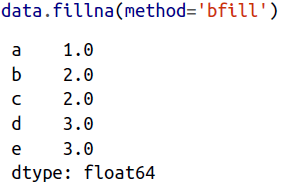 data.fillna(method='bfill')
a    1.0
b    2.0
c    2.0
d    3.0
e    3.0
dtype: float64